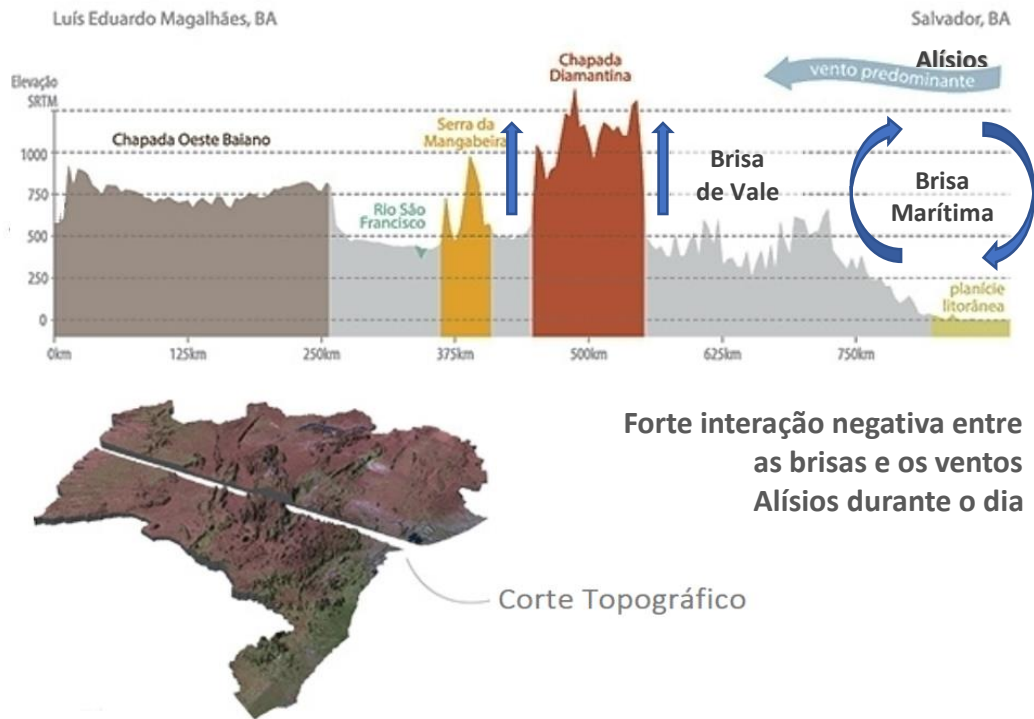 Luís Eduardo Magalhães, BA
Salvador, BA
Elevação
SRTM
Chapada
Diamantina
Alísios
vento predominante
Chapada Oeste Baiano
Serra da
Mangabeira
Rio São
Francisco
Brisa
de Vale
Brisa
Marítima
planície
litorânea
1000
750
500
250
0
0km
125km
250km
375km
500km
625km
750km
Forte interação negativa entre
as brisas e os ventos
Alísios durante o dia
Corte Topográfico